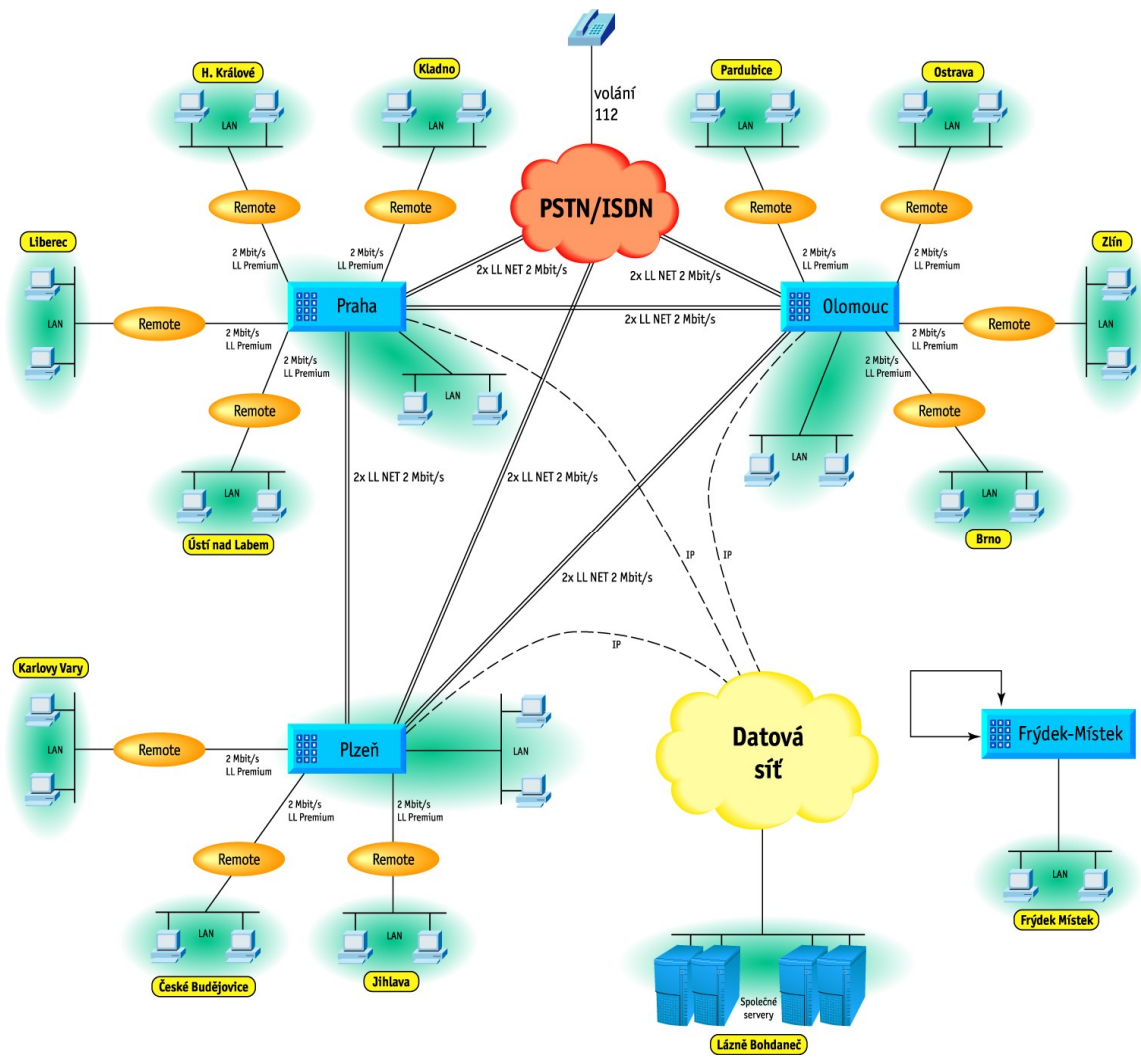 H. Králové
LAN
Remote
2 Mbit/s
LL Premium
Kladno
LAN
Remote
2 Mbit/s
LL Premium
volání
112
PSTN/ISDN
Pardubice
LAN
Remote
2 Mbit/s
LL Premium
Ostrava
LAN
Remote
2 Mbit/s
LL Premium
Liberec
LAN
Remote
2 Mbit/s
LL Premium
Praha
2x LL NET 2 Mbit/s
2x LL NET 2 Mbit/s
2x LL NET 2 Mbit/s
Olomouc
2 Mbit/s
LL Premium
Remote
LAN
Zlín
2 Mbit/s
LL Premium
Remote
LAN
Ústí nad Labem
LAN
LAN
2 Mbit/s
LL Premium
Remote
LAN
Brno
2x LL NET 2 Mbit/s
2x LL NET 2 Mbit/s
2x LL NET 2 Mbit/s
IP
IP
IP
Karlovy Vary
LAN
Remote
2 Mbit/s
LL Premium
Plzeň
LAN
2 Mbit/s
LL Premium
Remote
LAN
České Budějovice
2 Mbit/s
LL Premium
Remote
LAN
Jihlava
Datová
síť
Společné
servery
Lázně Bohdaneč
Frýdek-Místek
LAN
Frýdek Místek